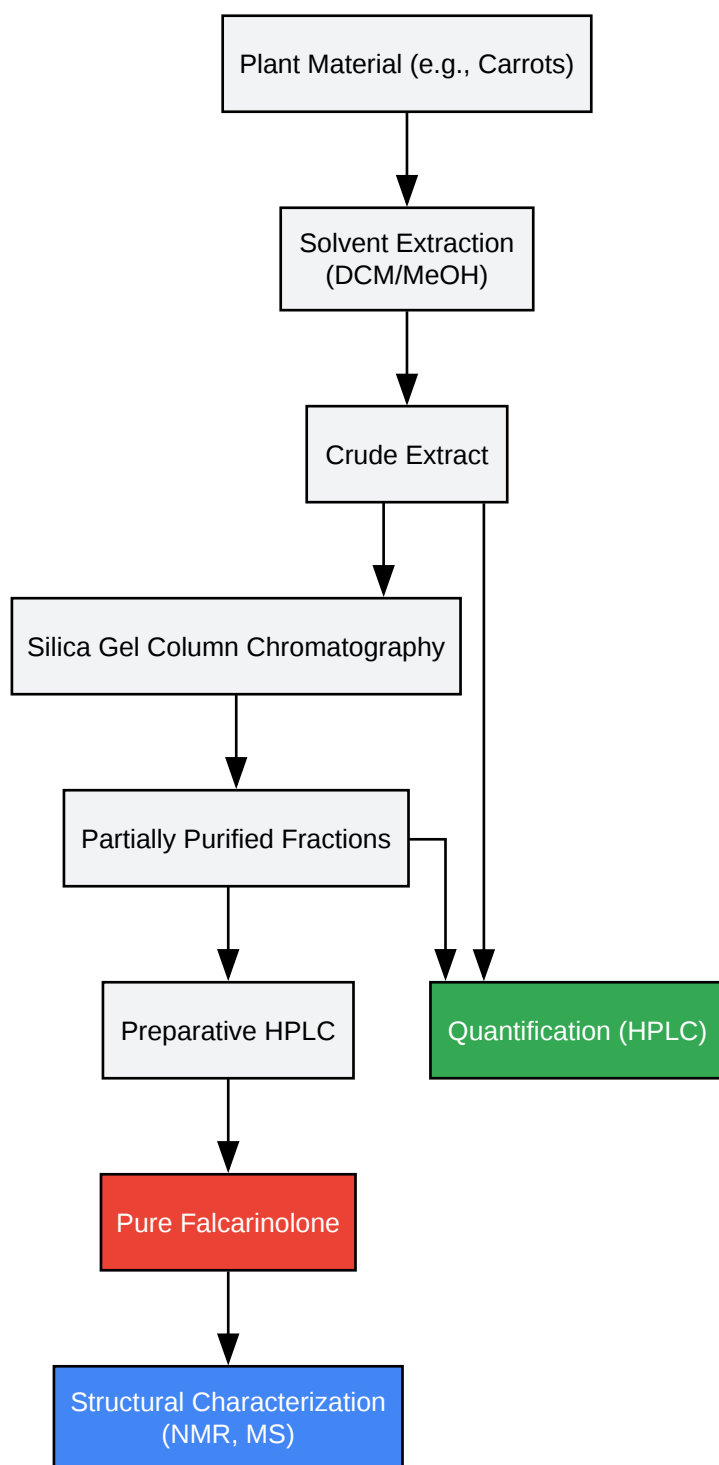 Plant Material (e.g., Carrots)
Solvent Extraction
(DCM/MeOH)
Crude Extract
Silica Gel Column Chromatography
Partially Purified Fractions
Preparative HPLC
Quantification (HPLC)
Pure Falcarinolone
Structural Characterization
(NMR, MS)